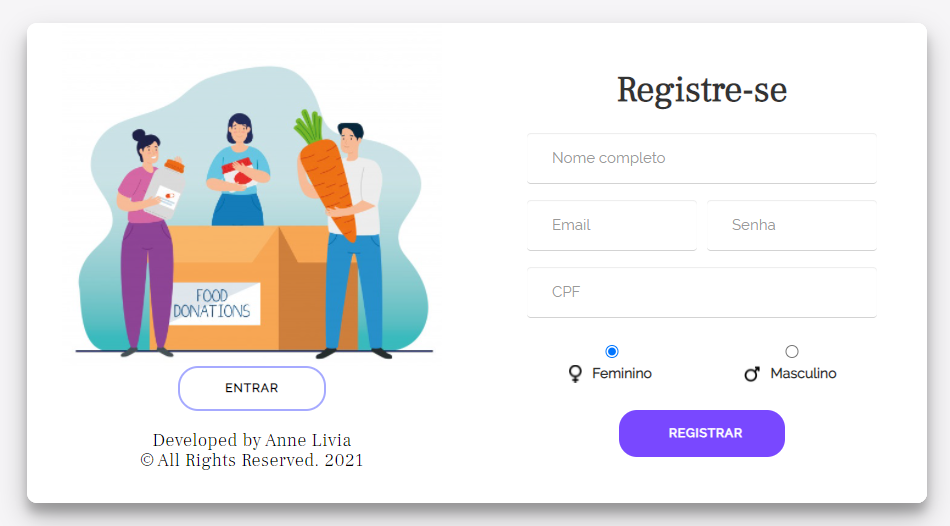 FOOD
DONATIONS
ENTRAR
Developed by Anne Livia
© All Rights Reserved. 2021
Registre-se
Nome completo
Email
Senha
CPF
Feminino
Masculino
REGISTRAR